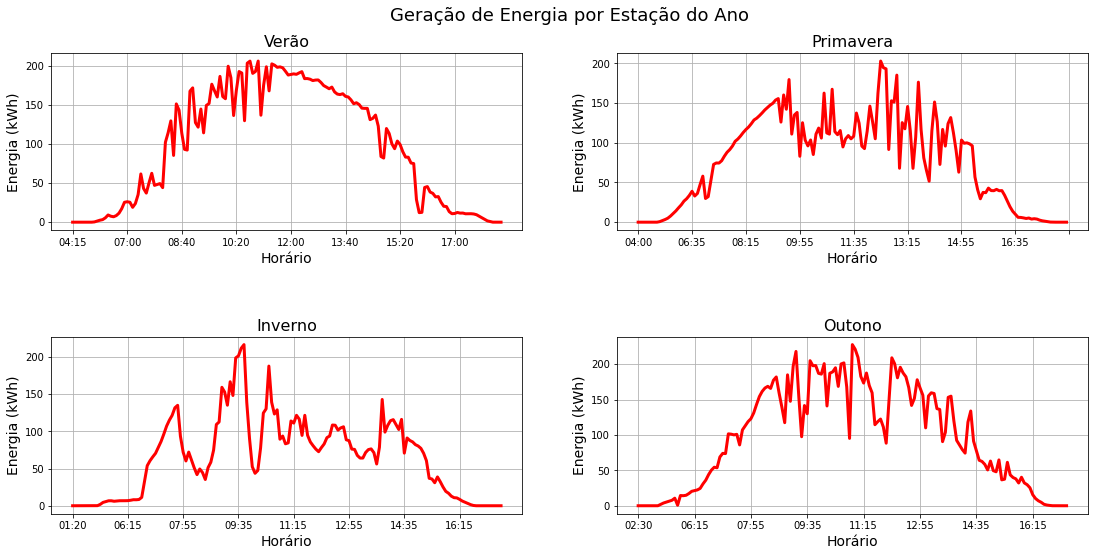 Geração de Energia por Estação do Ano
Verão
Energia (kWh)
200
150
100
50
0
04:15 07:00 08:40 10:20 12:00 13:40 15:20 17:00
Horário
Primavera
Energia (kWh)
200
150
100
50
0
04:00 06:35 08:15 09:55 11:35 13:15 14:55 16:35
Horário
Inverno
Energia (kWh)
200
150
100
50
0
01:20 06:15 07:55 09:35 11:15 12:55 14:35 16:15
Horário
Outono
Energia (kWh)
200
150
100
50
0
02:30 06:15 07:55 09:35 11:15 12:55 14:35 16:15
Horário